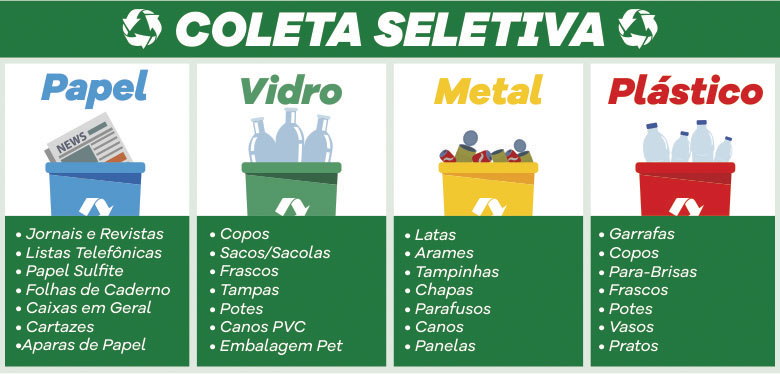 COLETA SELETIVA
Papel
NEWS
• Jornais e Revistas
• Listas Telefônicas
• Papel Sulfite
• Folhas de Caderno
• Caixas em Geral
• Cartazes
•Aparas de Papel
Vidro
• Copos
• Sacos/Sacolas
• Frascos
• Tampas
• Potes
• Canos PVC
• Embalagem Pet
Metal
• Latas
• Arames
• Tampinhas
• Chapas
• Parafusos
• Canos
• Panelas
Plástico
• Garrafas
• Copos
• Para-Brisas
• Frascos
• Potes
• Vasos
• Pratos